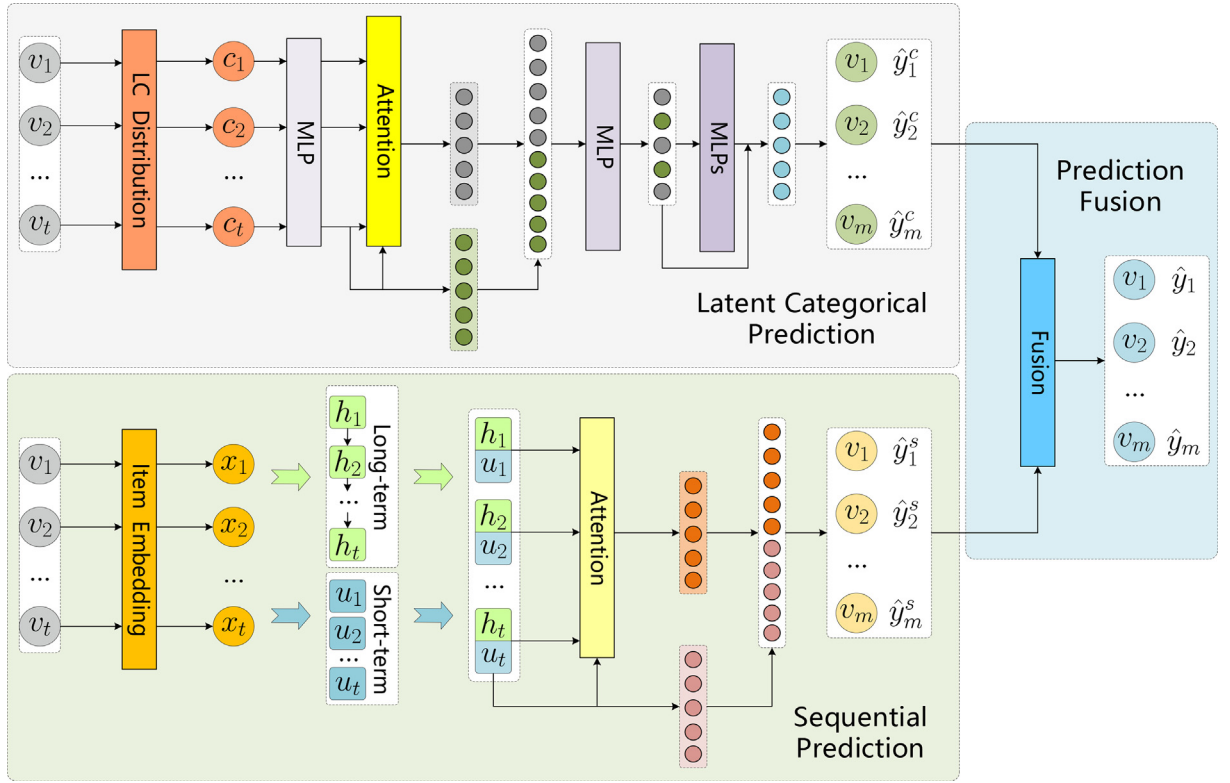 v₁
v₂
...
vₜ
LC Distribution
c₁
c₂
...
cₜ
MLP
Attention
MLP
MLPs
v₁ ŷ₁ᶜ
v₂ ŷ₂ᶜ
...
vₘ ŷₘᶜ
Latent Categorical
Prediction
v₁
v₂
...
vₜ
Item Embedding
x₁
x₂
...
xₜ
h₁
h₂
...
hₜ
Long-term
u₁
u₂
...
uₜ
Short-term
h₁
u₁
h₂
u₂
...
hₜ
uₜ
Attention
v₁ ŷ₁ˢ
v₂ ŷ₂ˢ
...
vₘ ŷₘˢ
Sequential
Prediction
Prediction
Fusion
Fusion
v₁ ŷ₁
v₂ ŷ₂
...
vₘ ŷₘ